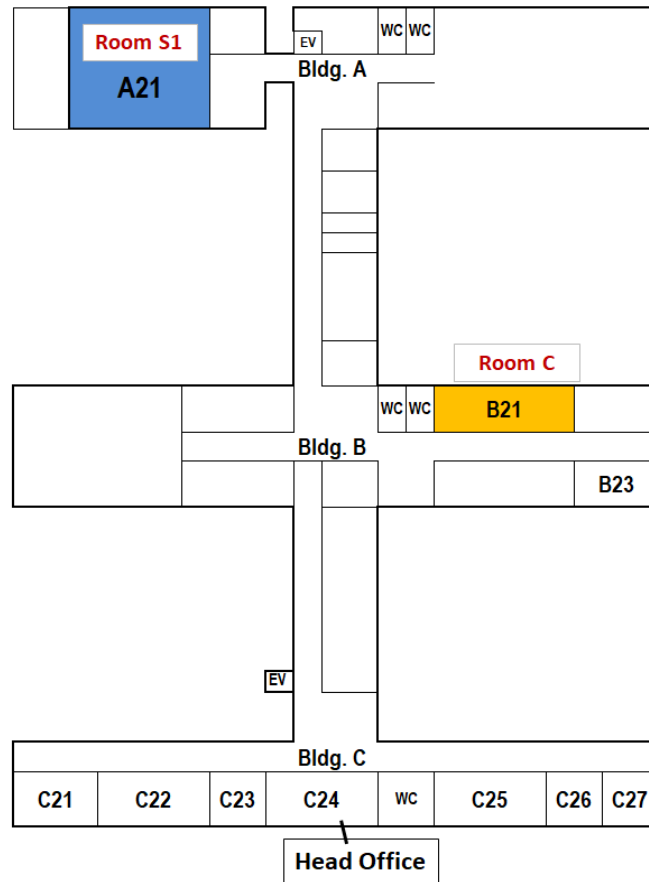 Room S1
A21
EV
WC WC
Bldg. A
Room C
WC WC
B21
Bldg. B
B23
EV
Bldg. C
C21 C22 C23 C24 WC C25 C26 C27
Head Office